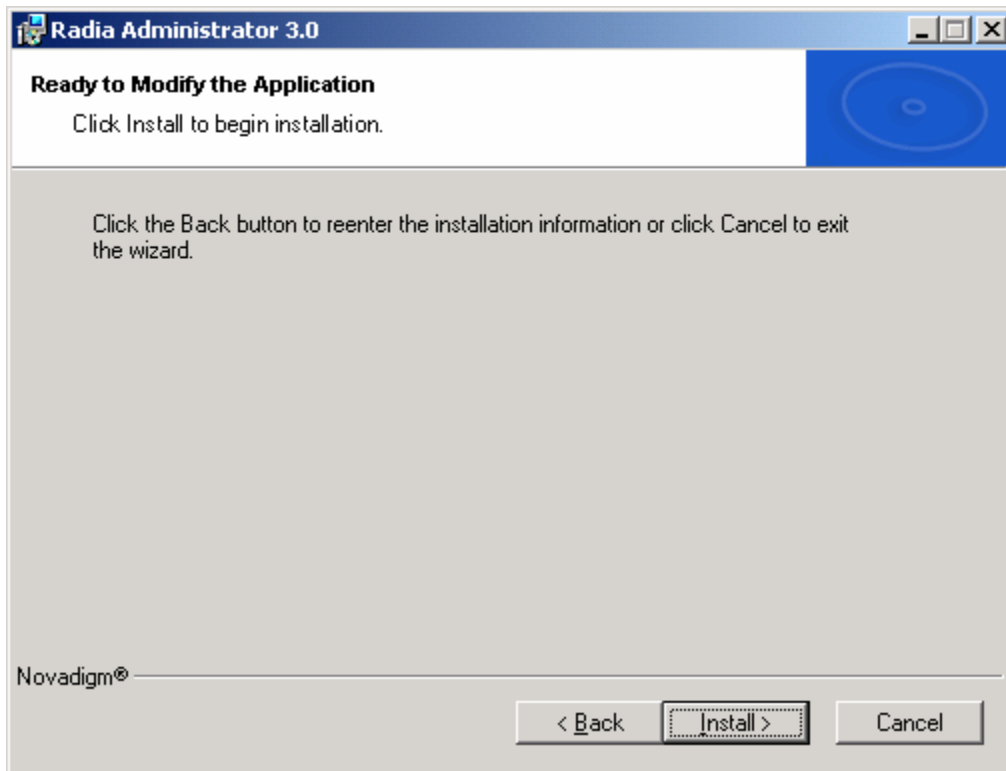 Radia Administrator 3.0
Ready to Modify the Application
Click Install to begin installation.
Click the Back button to reenter the installation information or click Cancel to exit
the wizard.
Novadigm®
< Back
Install >
Cancel